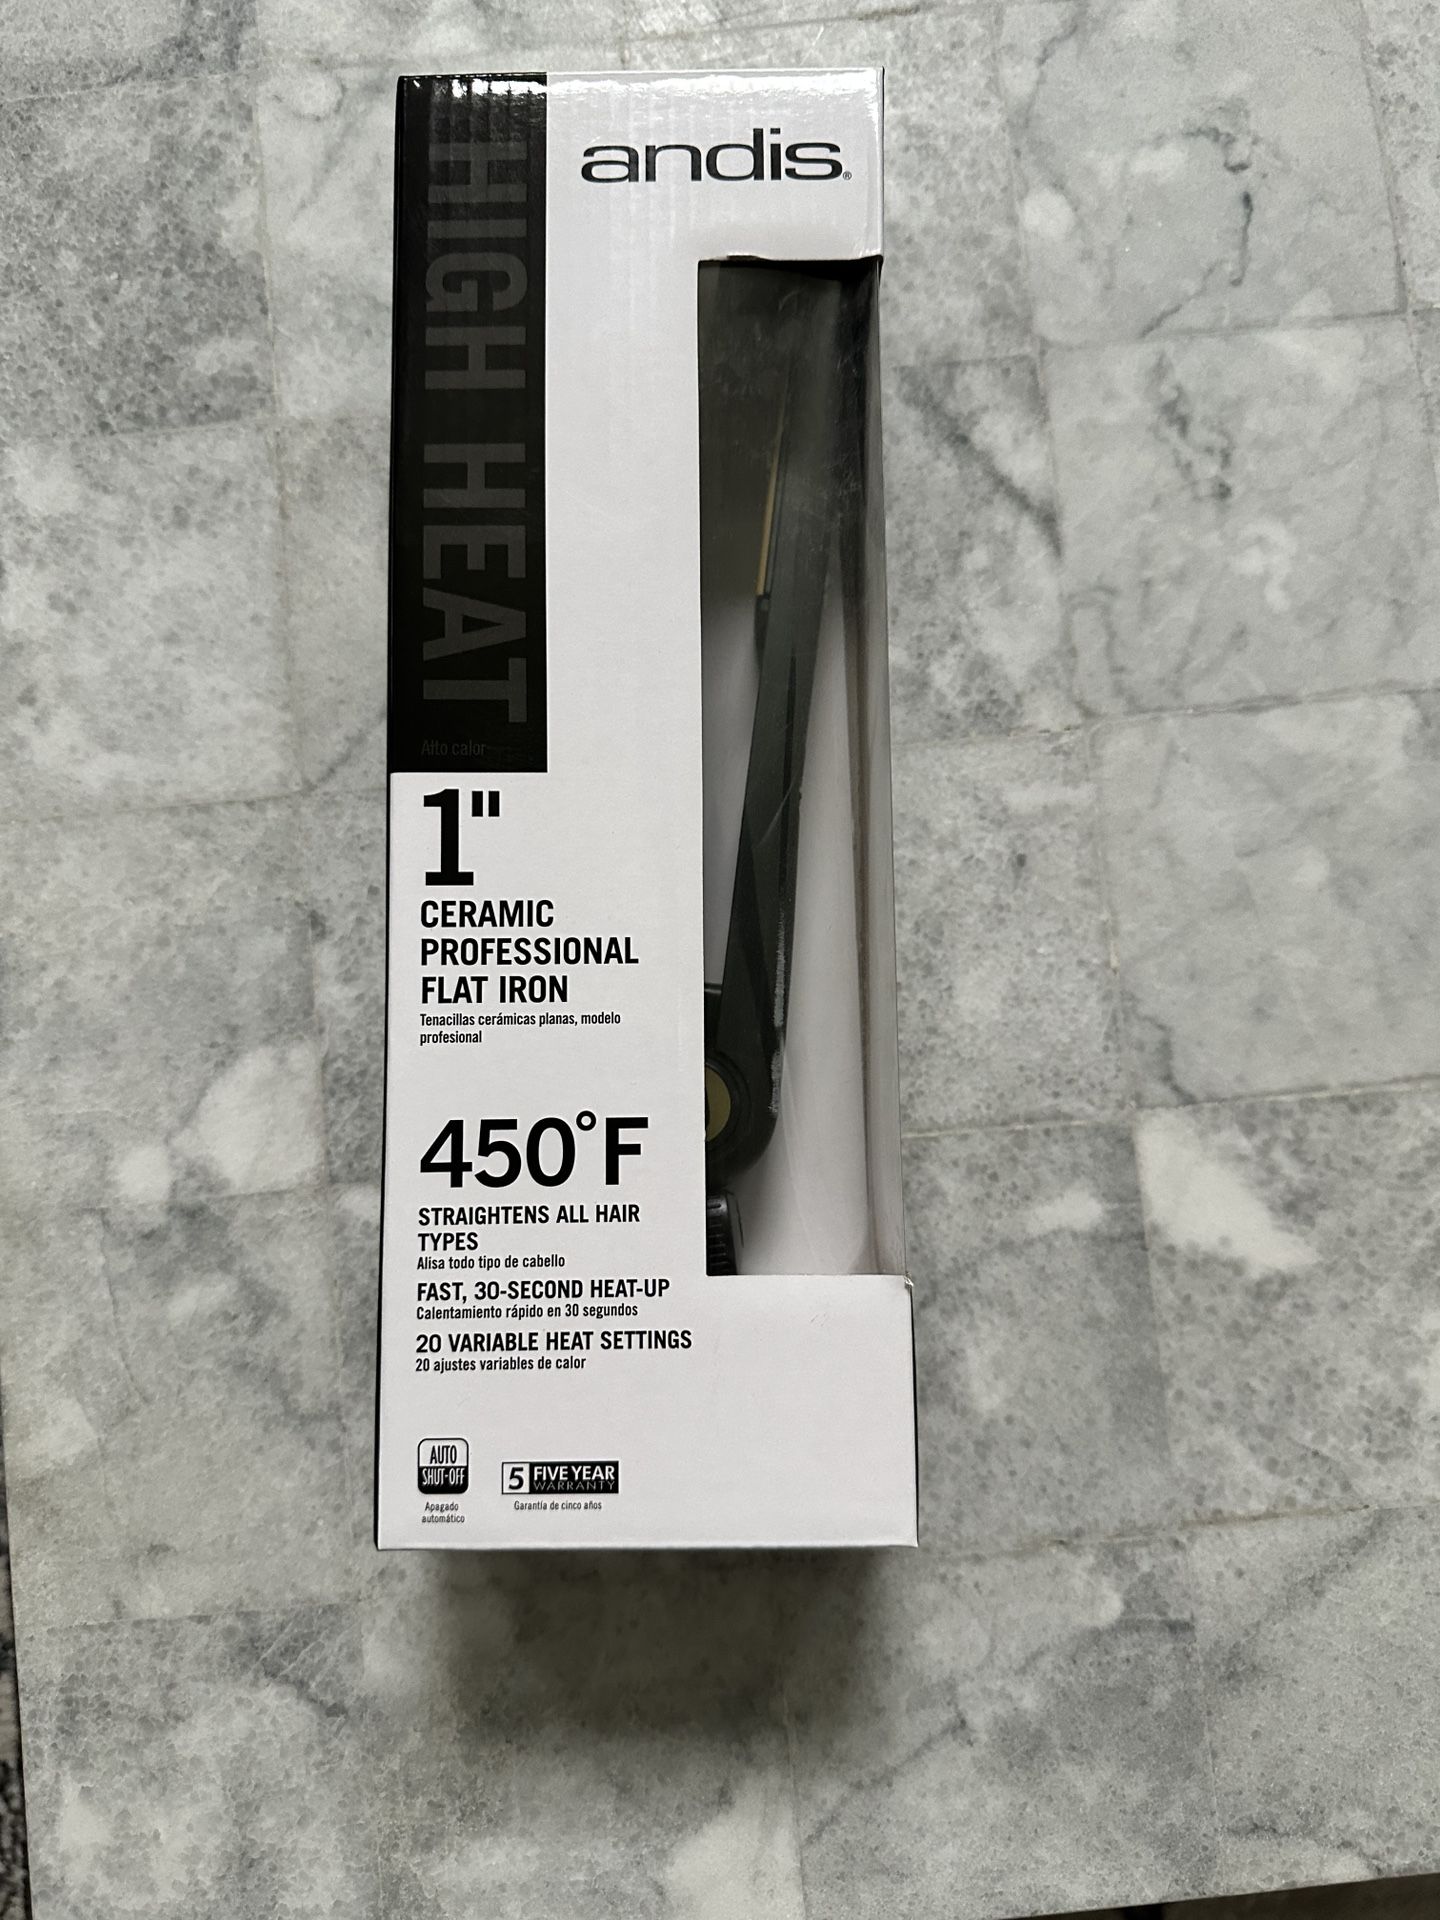 andis®
HIGH HEAT
Alto calor
1"
CERAMIC
PROFESSIONAL
FLAT IRON
Tenacillas cerámicas planas, modelo
profesional
450°F
STRAIGHTENS ALL HAIR
TYPES
Alisa todo tipo de cabello
FAST, 30-SECOND HEAT-UP
Calentamiento rápido en 30 segundos
20 VARIABLE HEAT SETTINGS
20 ajustes variables de calor
AUTO
SHUT-OFF
Apagado
automático
5 FIVE YEAR
WARRANTY
Garantía de cinco años